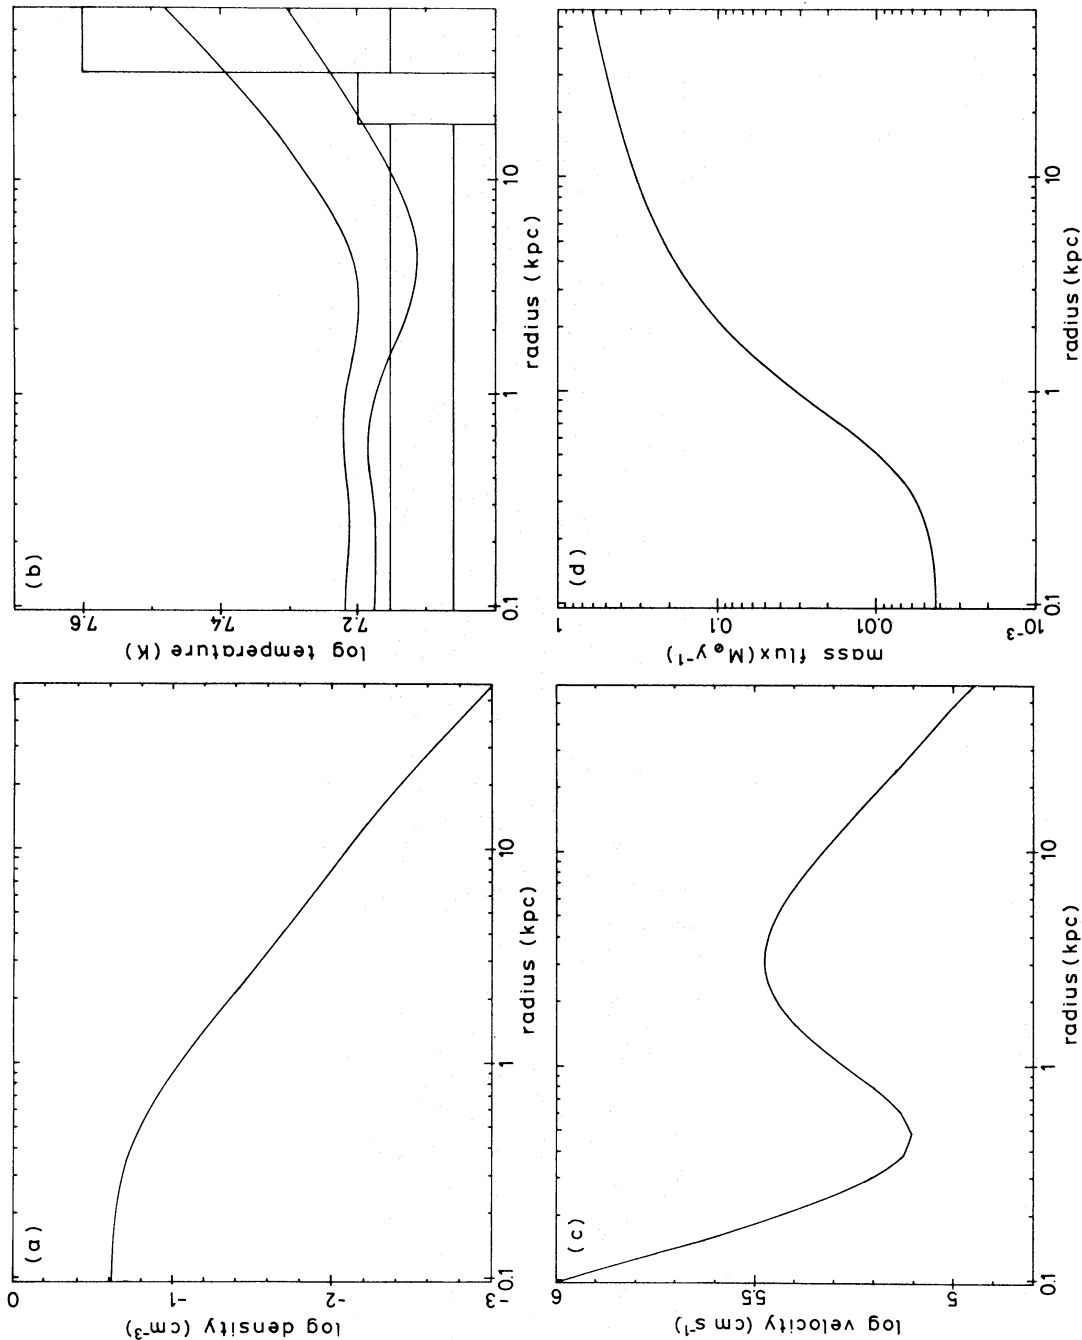 (a)
0
-1
-2
-3
log density (cm⁻³)
0.1
1
10
radius (kpc)
(b)
7.6
7.4
7.2
log temperature (K)
0.1
1
10
radius (kpc)
(c)
6
5.5
5
log velocity (cm s⁻¹)
0.1
1
10
radius (kpc)
(d)
1
0.1
0.01
10⁻³
mass flux (M⊙ y⁻¹)
0.1
1
10
radius (kpc)